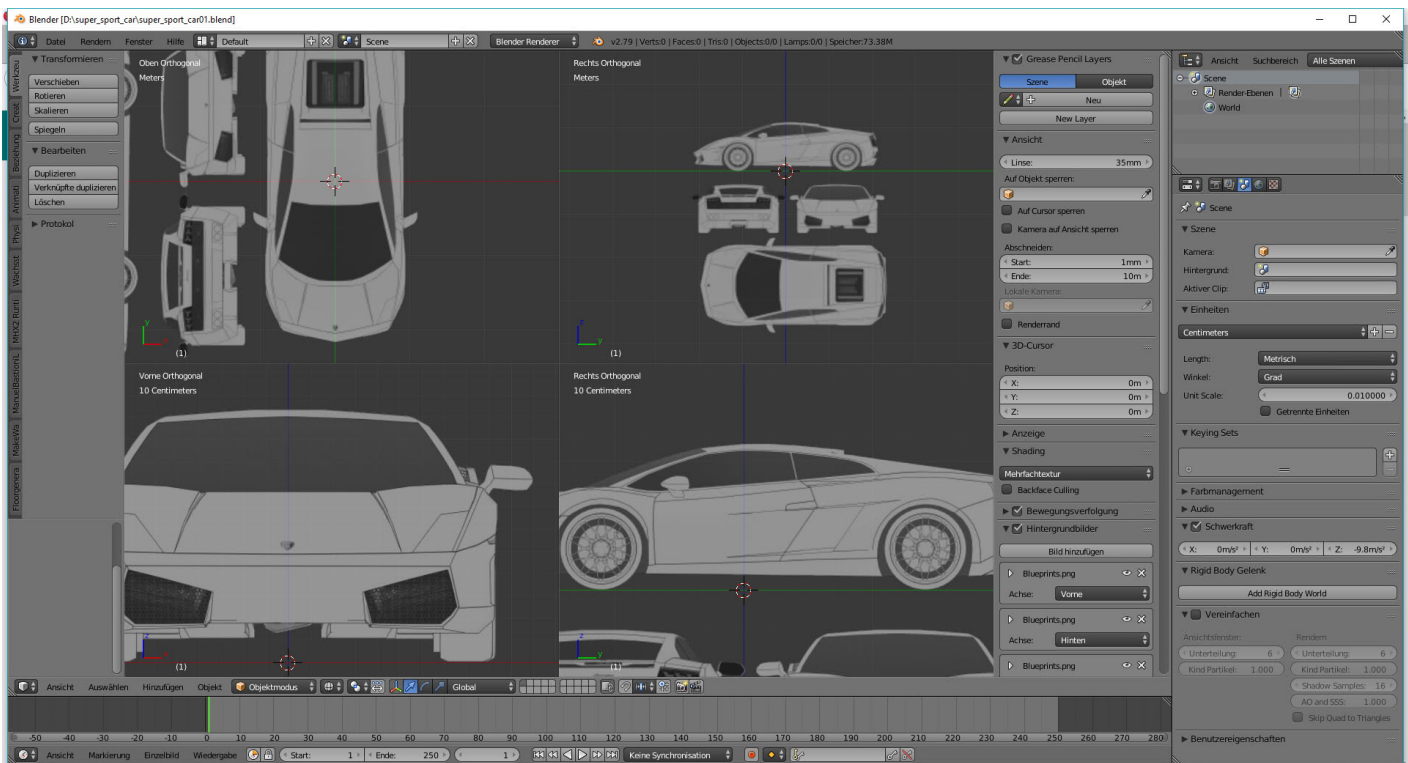 Blender [D:\super_sport_car\super_sport_car01.blend]
Datei Rendern Fenster Hilfe Default Scene Blender Renderer v2.79 | Verts:0 | Faces:0 | Tris:0 | Objects:0/0 | Lamps:0/0 | Speicher:73.38M
Transformieren
Verschieben
Rotieren
Skalieren
Spiegeln
Bearbeiten
Duplizieren
Verknüpfte duplizieren
Löschen
Protokol
Werkzeu
Creat
Beziehung
Animati
Physi
Wachst
MHX2 Runti
ManuelBastioniL
MakeWa
Floorgenera
Oben Orthogonal
Meters
y
x
(1)
Rechts Orthogonal
Meters
z
y
(1)
Vorne Orthogonal
10 Centimeters
z
x
(1)
Rechts Orthogonal
10 Centimeters
z
y
(1)
Grease Pencil Layers
Szene Objekt
Neu
New Layer
Ansicht
Linse: 35mm
Auf Objekt sperren:
Auf Cursor sperren
Kamera auf Ansicht sperren
Abschneiden:
Start: 1mm
Ende: 10m
Lokale Kamera:
Renderrand
3D-Cursor
Position:
X: 0m
Y: 0m
Z: 0m
Anzeige
Shading
Mehrfachtextur
Backface Culling
Bewegungsverfolgung
Hintergrundbilder
Bild hinzufügen
Blueprints.png
Achse: Vorne
Blueprints.png
Achse: Hinten
Blueprints.png
Ansicht Suchbereich Alle Szenen
Scene
Render-Ebenen |
World
Scene
Szene
Kamera:
Hintergrund:
Aktiver Clip:
Einheiten
Centimeters
Length: Metrisch
Winkel: Grad
Unit Scale: 0.010000
Getrennte Einheiten
Keying Sets
Farbmanagement
Audio
Schwerkraft
X: 0m/s² Y: 0m/s² Z: -9.8m/s²
Rigid Body Gelenk
Add Rigid Body World
Vereinfachen
Ansichtsfenster: Rendern
Unterteilung: 6 Unterteilung: 6
Kind Partikel: 1.000 Kind Partikel: 1.000
Shadow Samples: 16
AO and SSS: 1.000
Skip Quad to Triangles
Benutzereigenschaften
Ansicht Auswählen Hinzufügen Objekt Objektmodus Global
-50 -40 -30 -20 -10 0 10 20 30 40 50 60 70 80 90 100 110 120 130 140 150 160 170 180 190 200 210 220 230 240 250 260 270 280
Ansicht Markierung Einzelbild Wiedergabe Start: 1 Ende: 250 1 Keine Synchronisation